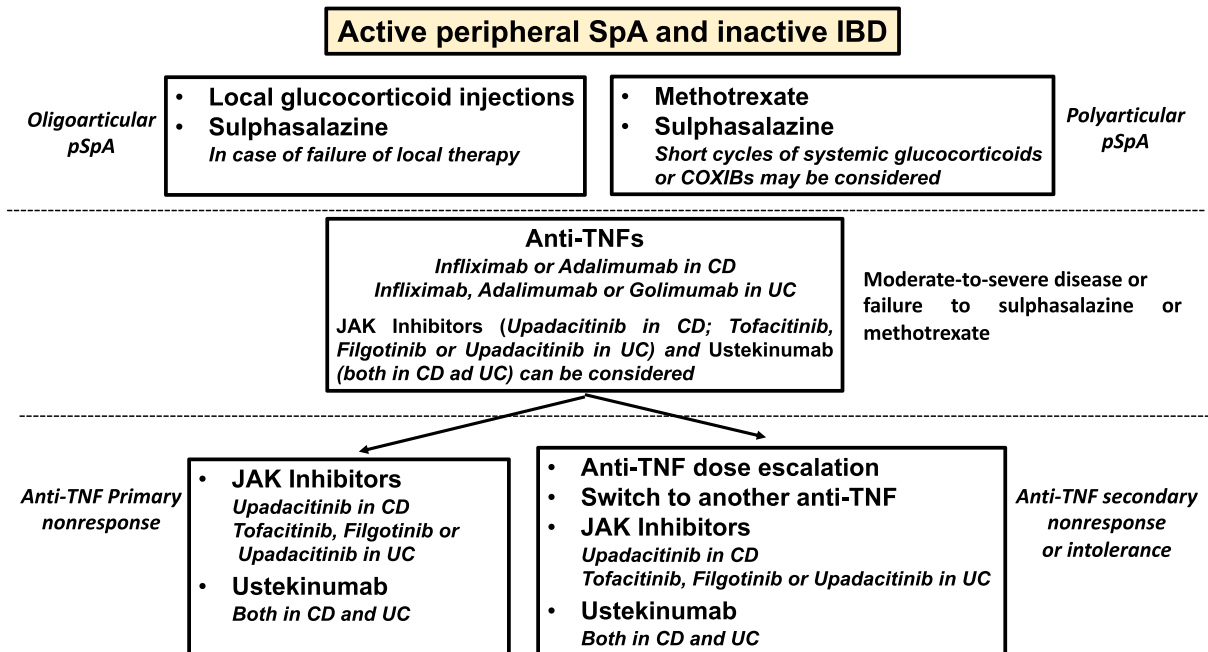 Active peripheral SpA and inactive IBD
Oligoarticular
pSpA
• Local glucocorticoid injections
• Sulphasalazine
In case of failure of local therapy
• Methotrexate
• Sulphasalazine
Short cycles of systemic glucocorticoids
or COXIBs may be considered
Polyarticular
pSpA
Anti-TNFs
Infliximab or Adalimumab in CD
Infliximab, Adalimumab or Golimumab in UC
JAK Inhibitors (Upadacitinib in CD; Tofacitinib,
Filgotinib or Upadacitinib in UC) and Ustekinumab
(both in CD ad UC) can be considered
Moderate-to-severe disease or
failure to sulphasalazine or
methotrexate
Anti-TNF Primary
nonresponse
• JAK Inhibitors
Upadacitinib in CD
Tofacitinib, Filgotinib or
Upadacitinib in UC
• Ustekinumab
Both in CD and UC
• Anti-TNF dose escalation
• Switch to another anti-TNF
• JAK Inhibitors
Upadacitinib in CD
Tofacitinib, Filgotinib or Upadacitinib in UC
• Ustekinumab
Both in CD and UC
Anti-TNF secondary
nonresponse
or intolerance